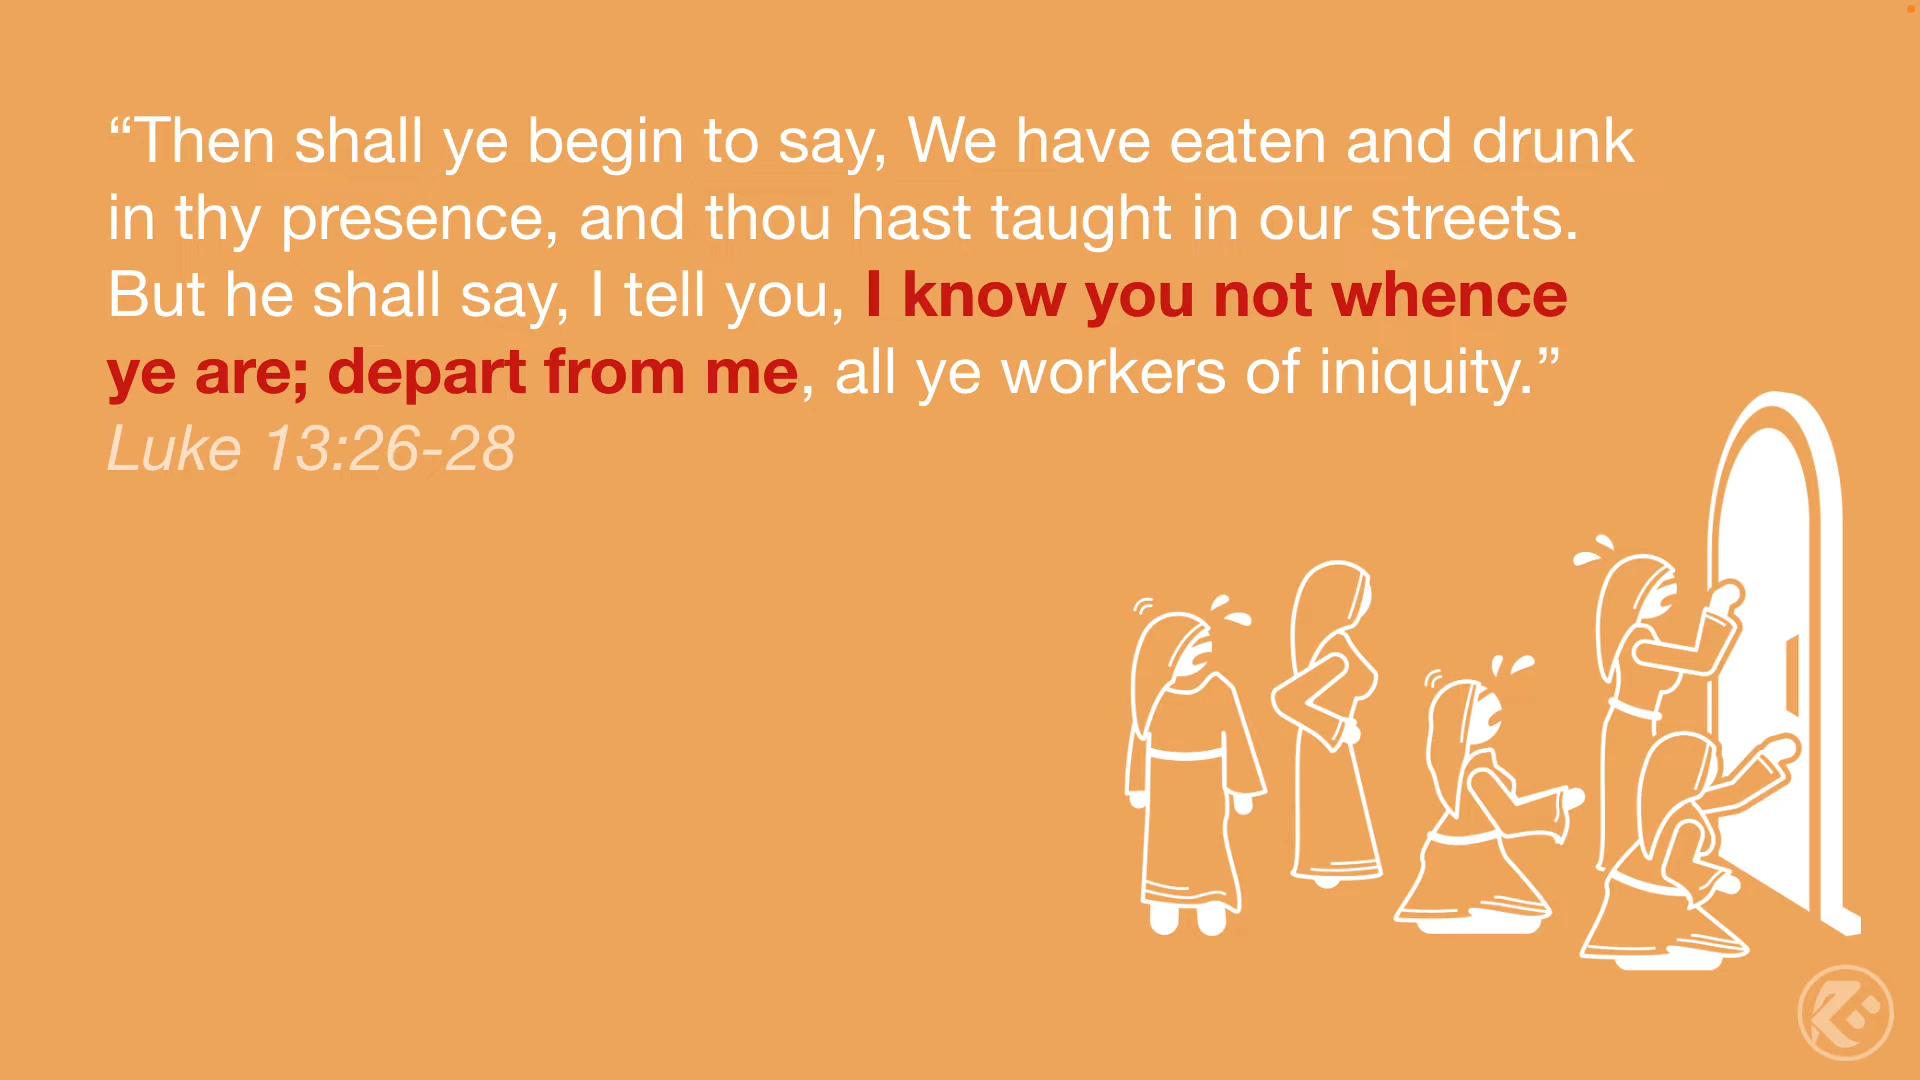 “Then shall ye begin to say, We have eaten and drunk
in thy presence, and thou hast taught in our streets.
But he shall say, I tell you, I know you not whence
ye are; depart from me, all ye workers of iniquity.”
Luke 13:26-28